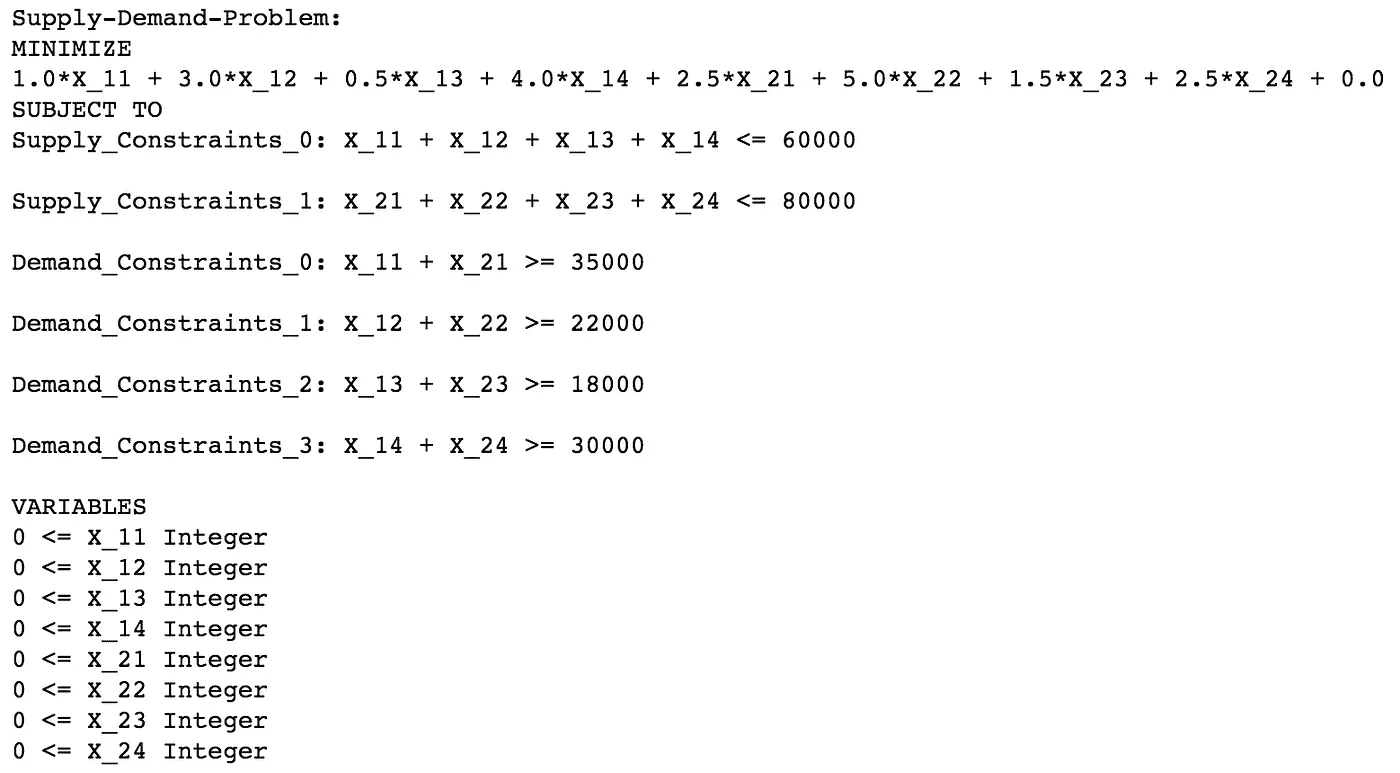 Supply-Demand-Problem:
MINIMIZE
1.0*X_11 + 3.0*X_12 + 0.5*X_13 + 4.0*X_14 + 2.5*X_21 + 5.0*X_22 + 1.5*X_23 + 2.5*X_24 + 0.0
SUBJECT TO
Supply_Constraints_0: X_11 + X_12 + X_13 + X_14 <= 60000
Supply_Constraints_1: X_21 + X_22 + X_23 + X_24 <= 80000
Demand_Constraints_0: X_11 + X_21 >= 35000
Demand_Constraints_1: X_12 + X_22 >= 22000
Demand_Constraints_2: X_13 + X_23 >= 18000
Demand_Constraints_3: X_14 + X_24 >= 30000
VARIABLES
0 <= X_11 Integer
0 <= X_12 Integer
0 <= X_13 Integer
0 <= X_14 Integer
0 <= X_21 Integer
0 <= X_22 Integer
0 <= X_23 Integer
0 <= X_24 Integer